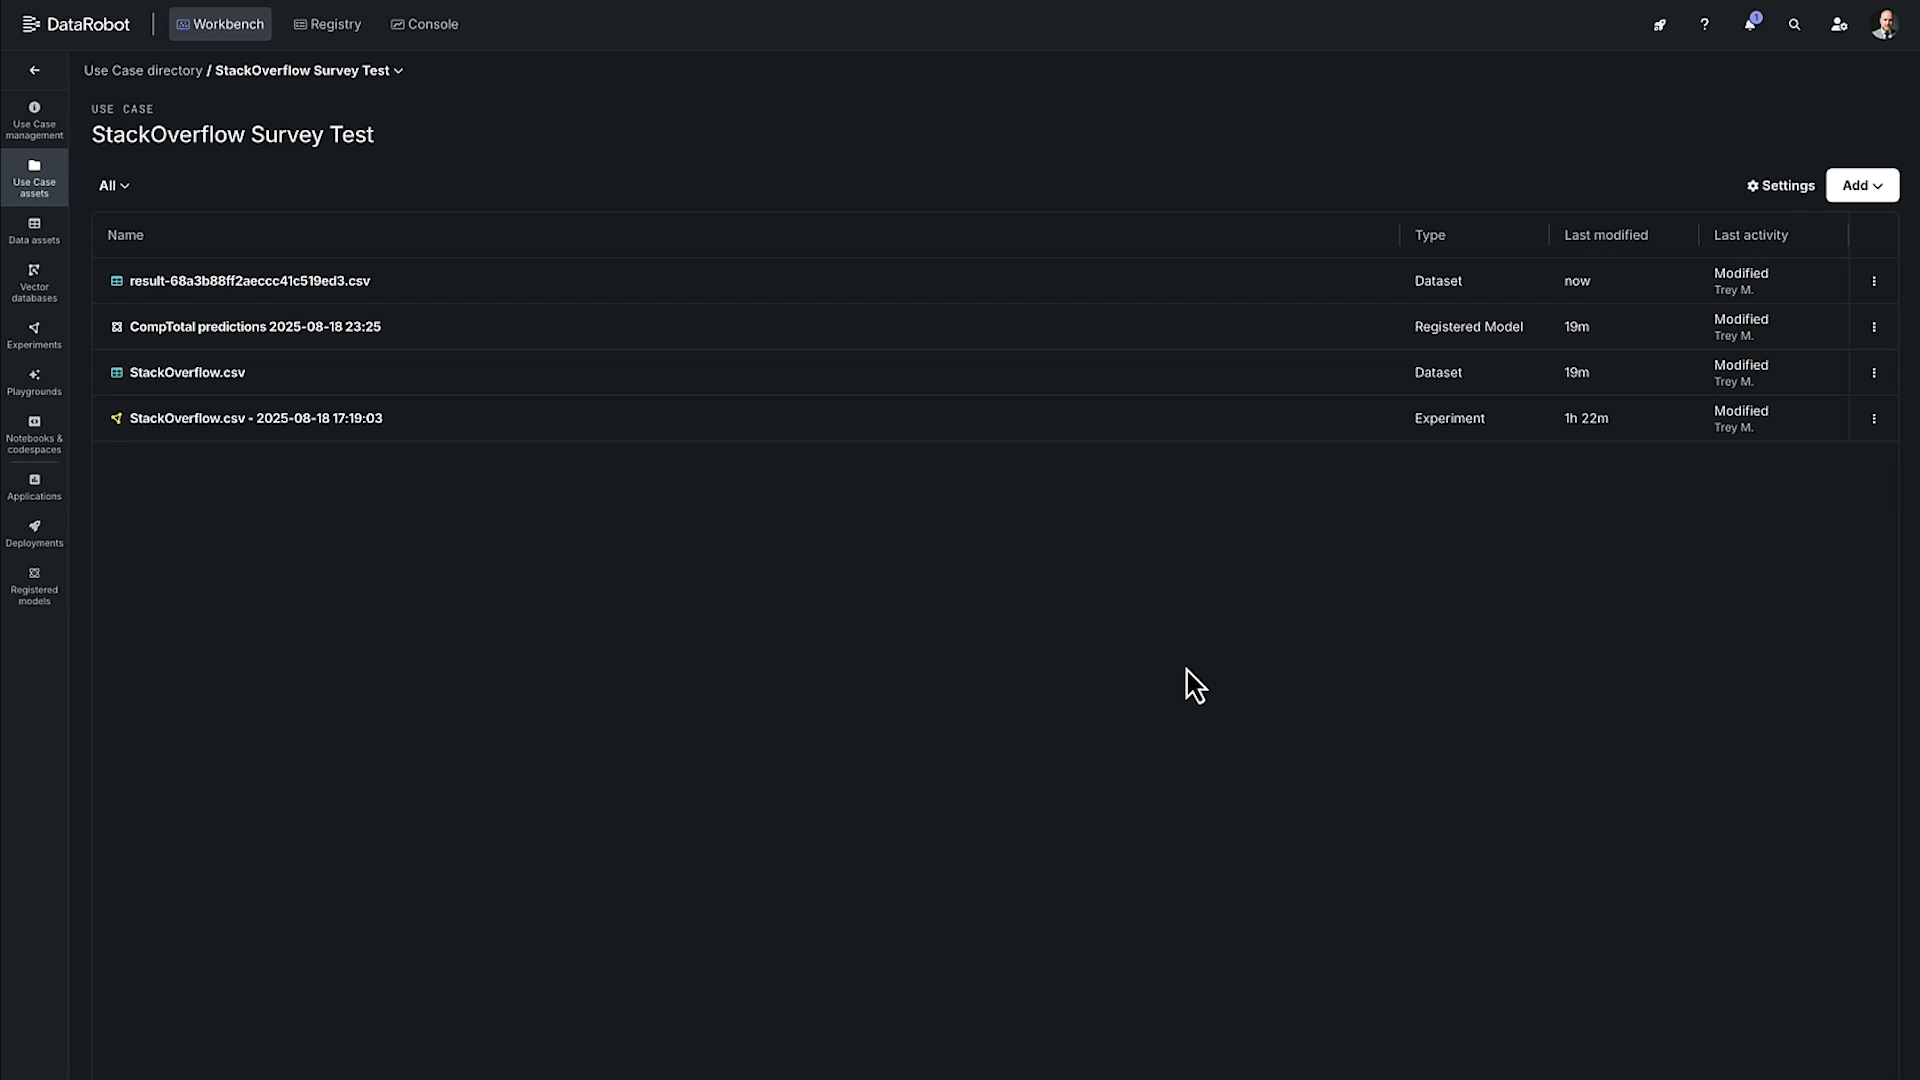 DataRobot
Workbench
Registry
Console
1
Use Case directory / StackOverflow Survey Test
Use Case management
Use Case assets
Data assets
Vector databases
Experiments
Playgrounds
Notebooks & codespaces
Applications
Deployments
Registered models
USE CASE
StackOverflow Survey Test
All
Settings
Add
Name Type Last modified Last activity
result-68a3b88ff2aeccc41c519ed3.csv Dataset now Modified Trey M.
CompTotal predictions 2025-08-18 23:25 Registered Model 19m Modified Trey M.
StackOverflow.csv Dataset 19m Modified Trey M.
StackOverflow.csv - 2025-08-18 17:19:03 Experiment 1h 22m Modified Trey M.